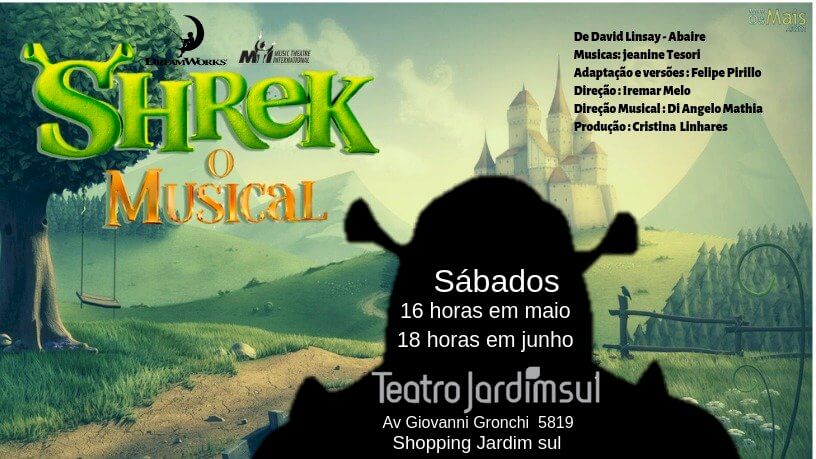 DREAMWORKS
MTI MUSIC THEATRE
INTERNATIONAL
SHREK
O
MUSICAL
De David Linsay - Abaire
Musicas: jeanine Tesori
Adaptação e versões : Felipe Pirillo
Direção : Iremar Melo
Direção Musical : Di Angelo Mathia
Produção : Cristina Linhares
Mais
Sábados
16 horas em maio
18 horas em junho
Teatro Jardimsul
Av Giovanni Gronchi 5819
Shopping Jardim sul